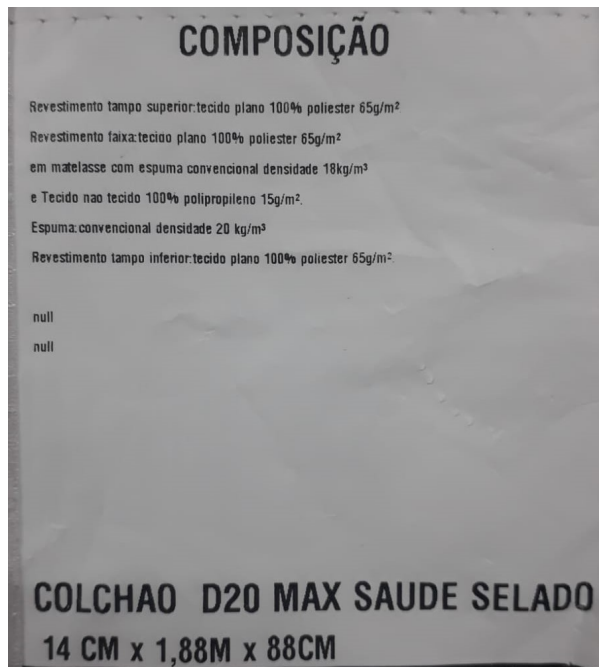 COMPOSIÇÃO
Revestimento tampo superior:tecido plano 100% poliester 65g/m²
Revestimento faixa:tecido plano 100% poliester 65g/m²
em matelasse com espuma convencional densidade 18kg/m³
e Tecido nao tecido 100% polipropileno 15g/m².
Espuma:convencional densidade 20 kg/m³
Revestimento tampo inferior:tecido plano 100% poliester 65g/m².
null
null
COLCHAO D20 MAX SAUDE SELADO
14 CM x 1,88M x 88CM